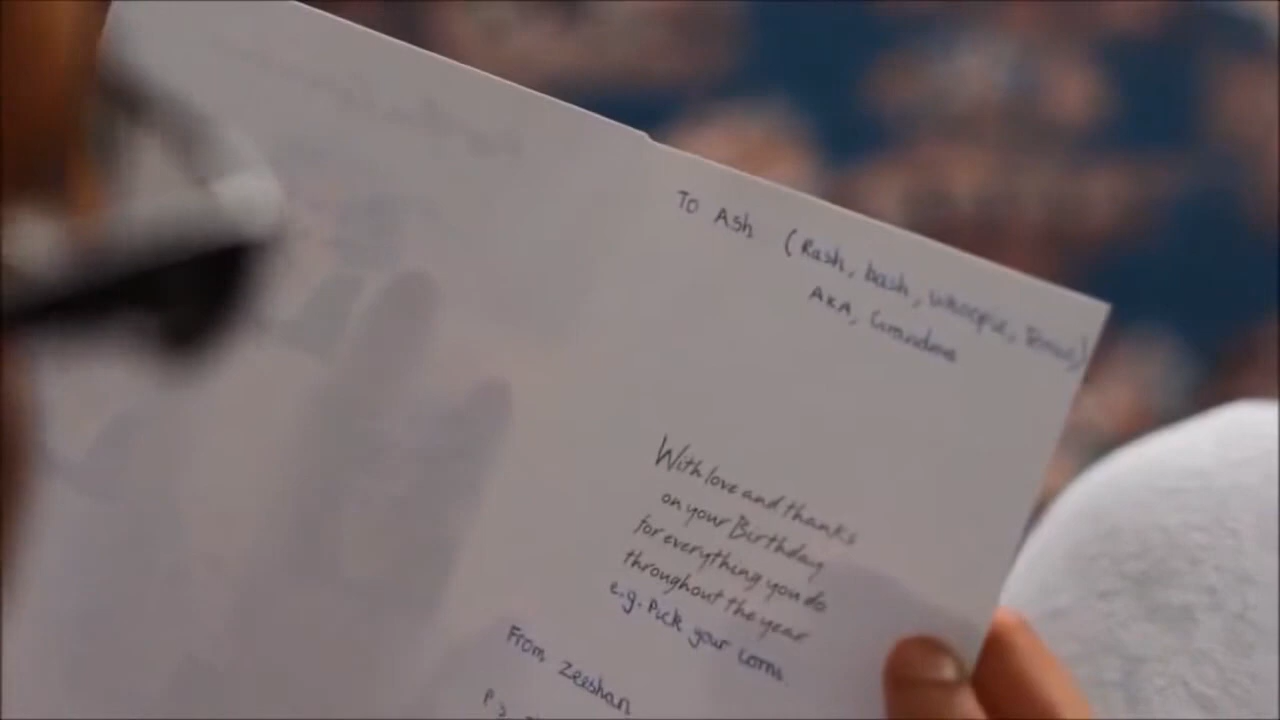 To Ash (Rash, bash,
AKA, Grandma
With love and thanks
on your Birthday
for everything you do
throughout the year
e.g. Pick your corns.
From Zeeshan
P.S